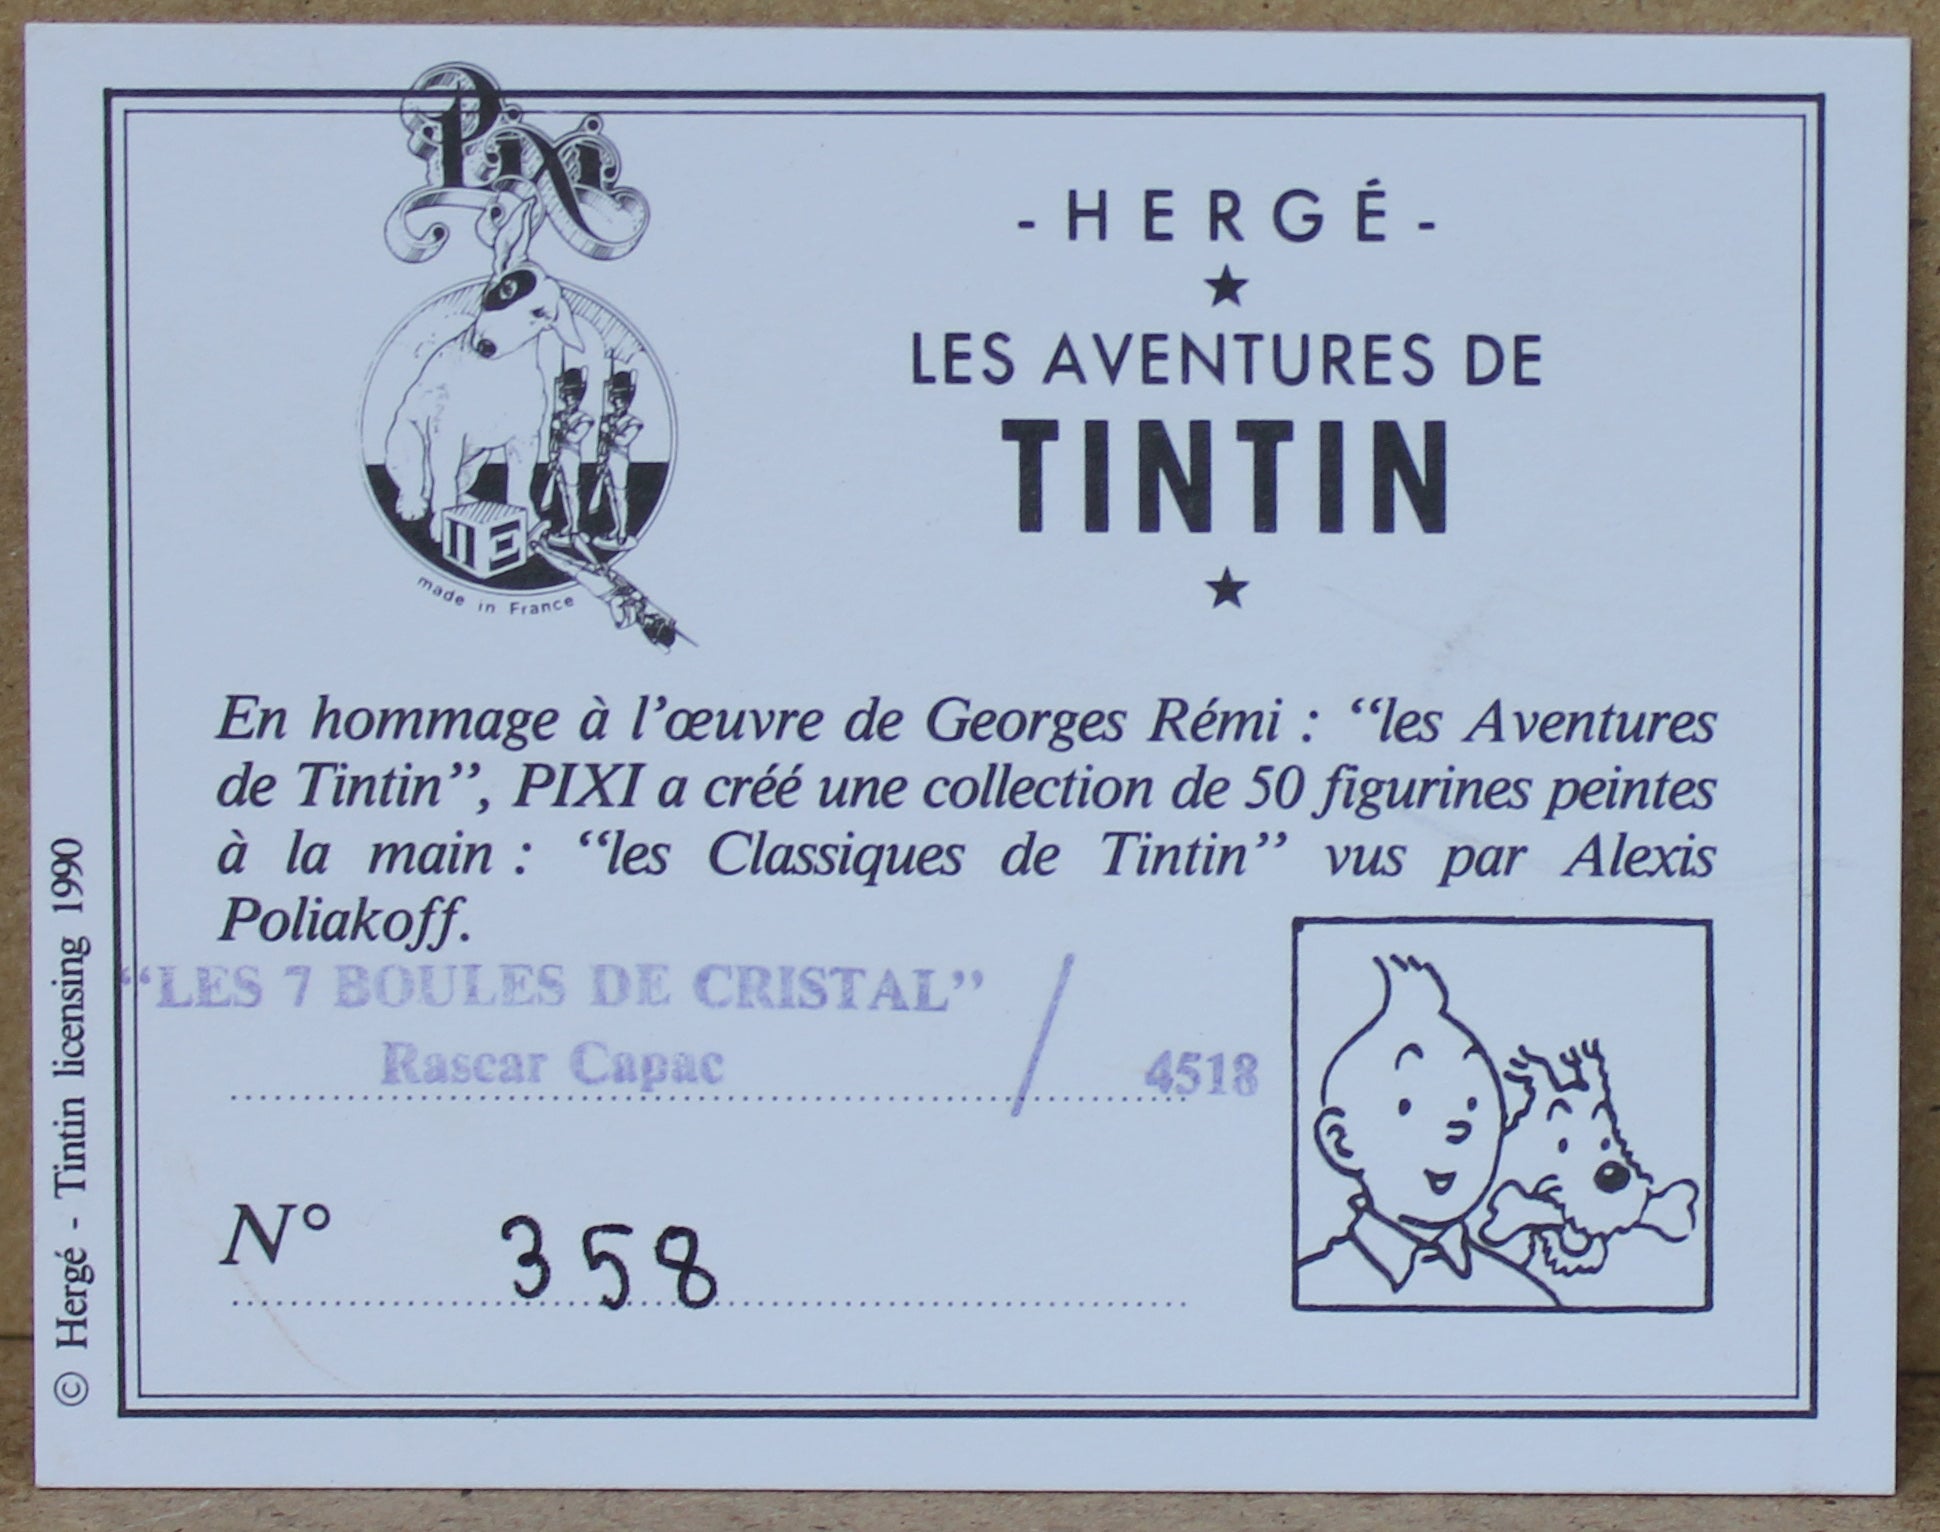 Pixi
made in France
- HERGÉ -
LES AVENTURES DE
TINTIN
En hommage à l’œuvre de Georges Rémi : “les Aventures
de Tintin”, PIXI a créé une collection de 50 figurines peintes
à la main : “les Classiques de Tintin” vus par Alexis
Poliakoff.
“LES 7 BOULES DE CRISTAL” /
Rascar Capac 4518
N° 358
© Hergé - Tintin licensing 1990